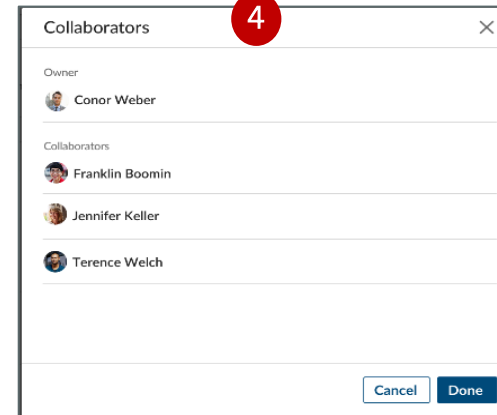 4
Collaborators
Owner
Conor Weber
Collaborators
Franklin Boomin
Jennifer Keller
Terence Welch
Cancel Done